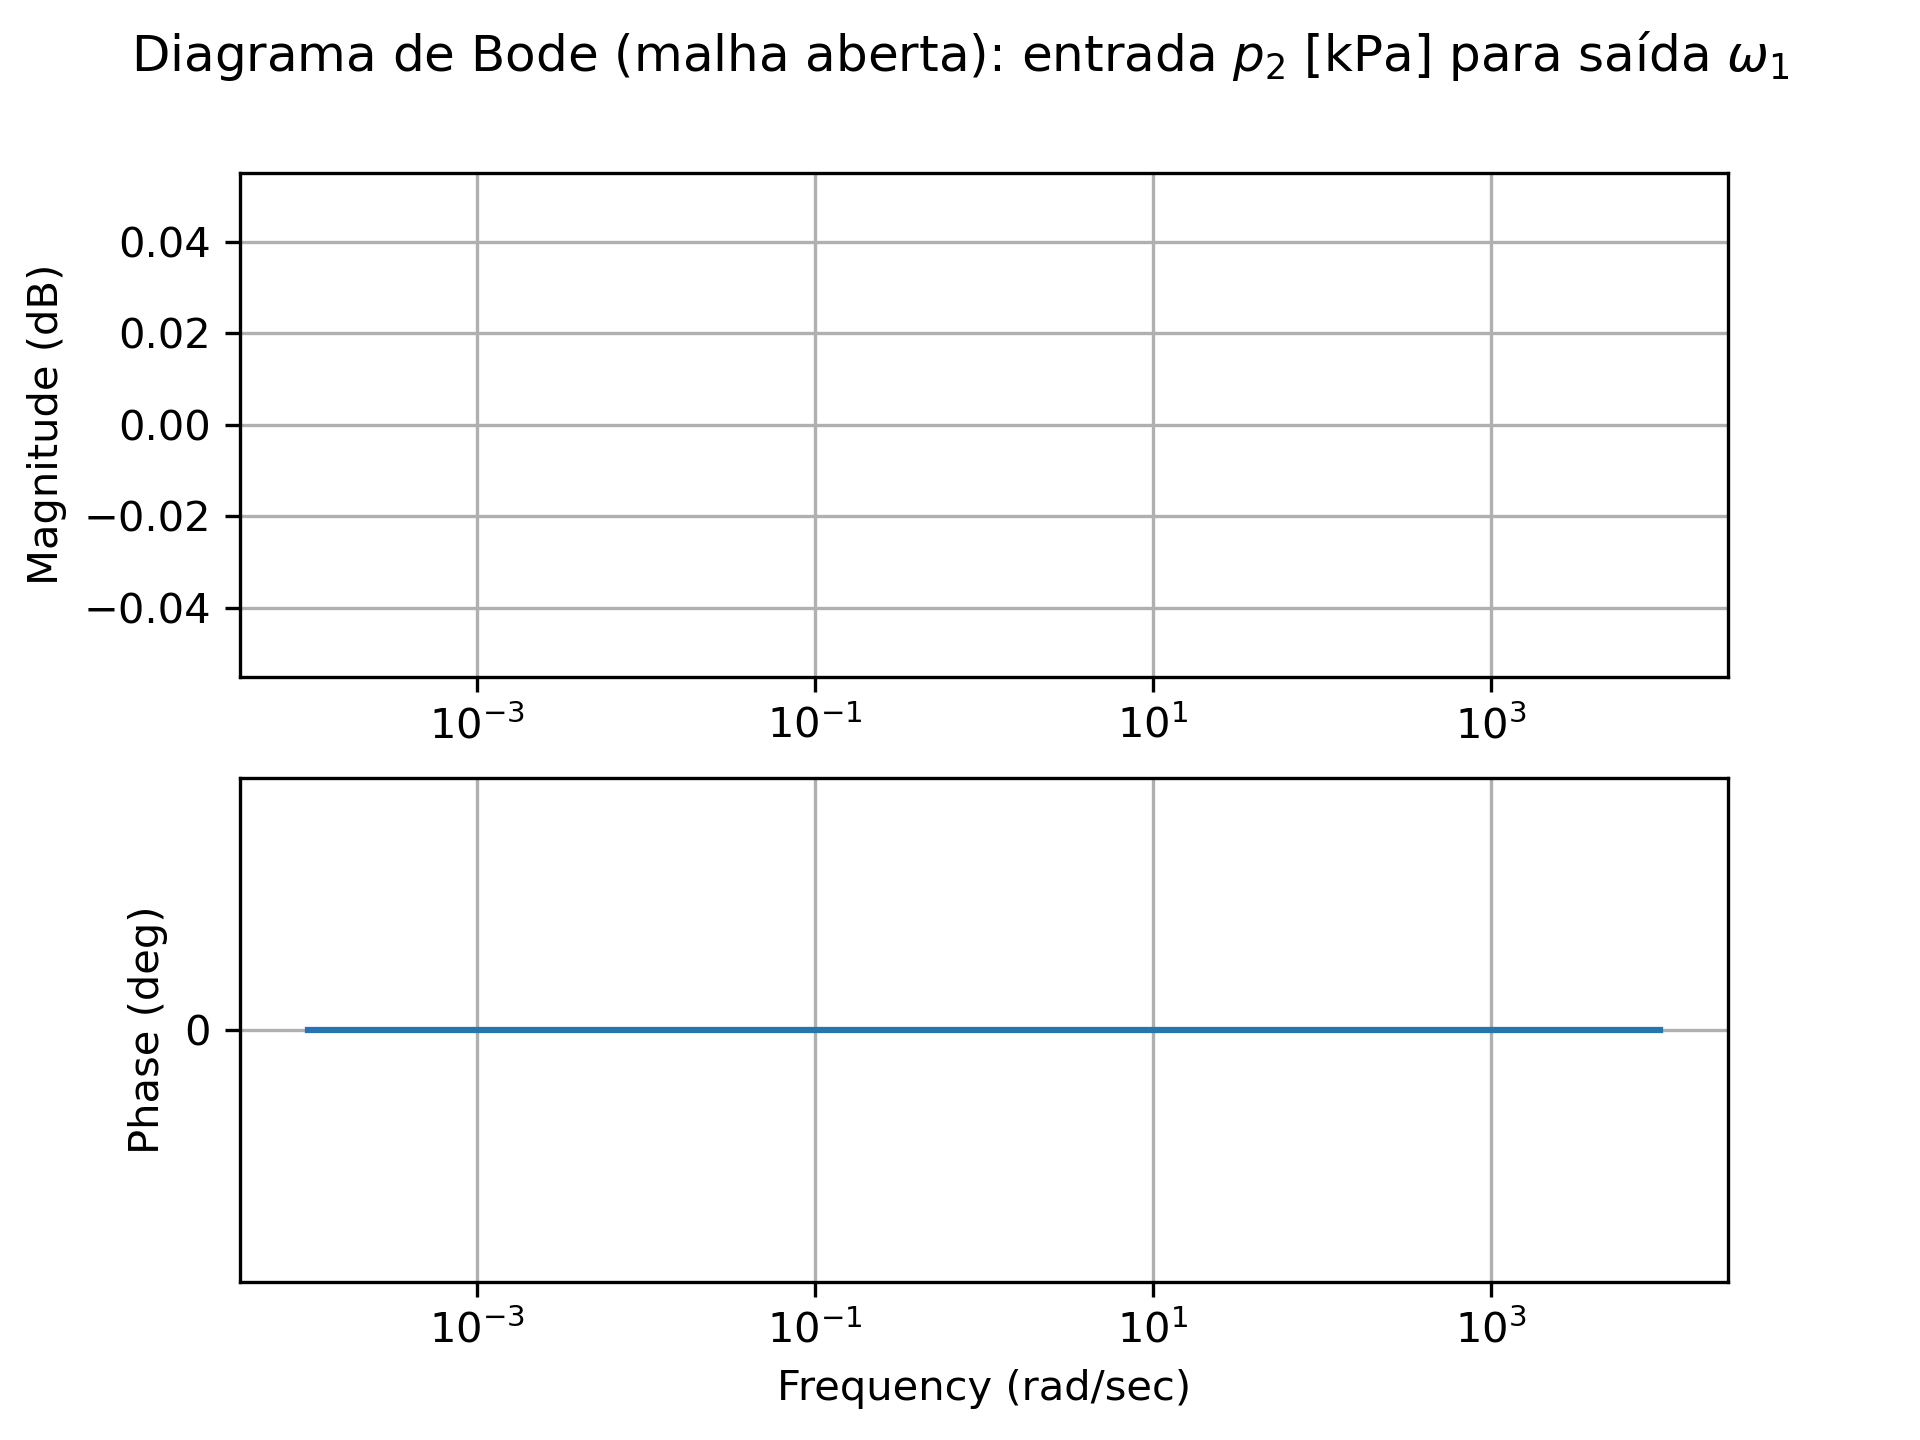 Diagrama de Bode (malha aberta): entrada p₂ [kPa] para saída ω₁
Magnitude (dB)
0.04
0.02
0.00
−0.02
−0.04
10⁻³ 10⁻¹ 10¹ 10³
Phase (deg)
0
10⁻³ 10⁻¹ 10¹ 10³
Frequency (rad/sec)